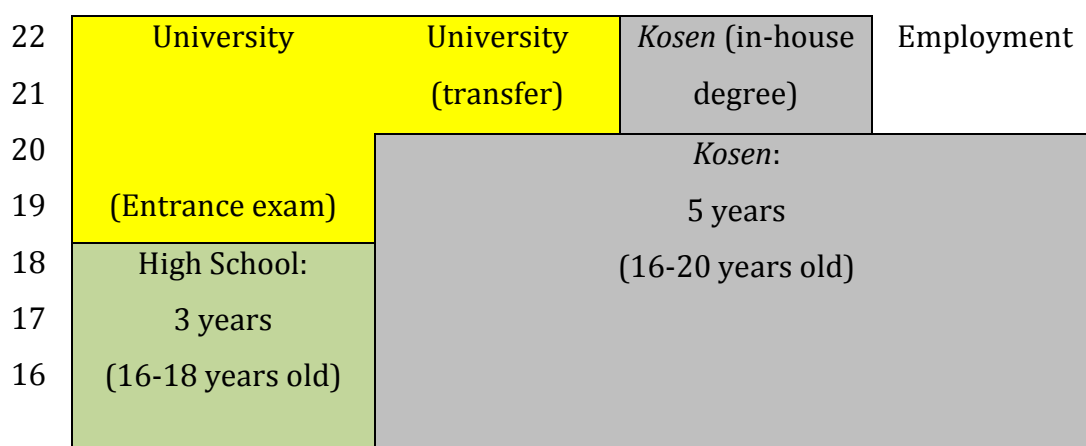 22 University University Kosen (in-house Employment
21 (transfer) degree)
20 Kosen:
19 (Entrance exam) 5 years
18 High School: (16-20 years old)
17 3 years
16 (16-18 years old)